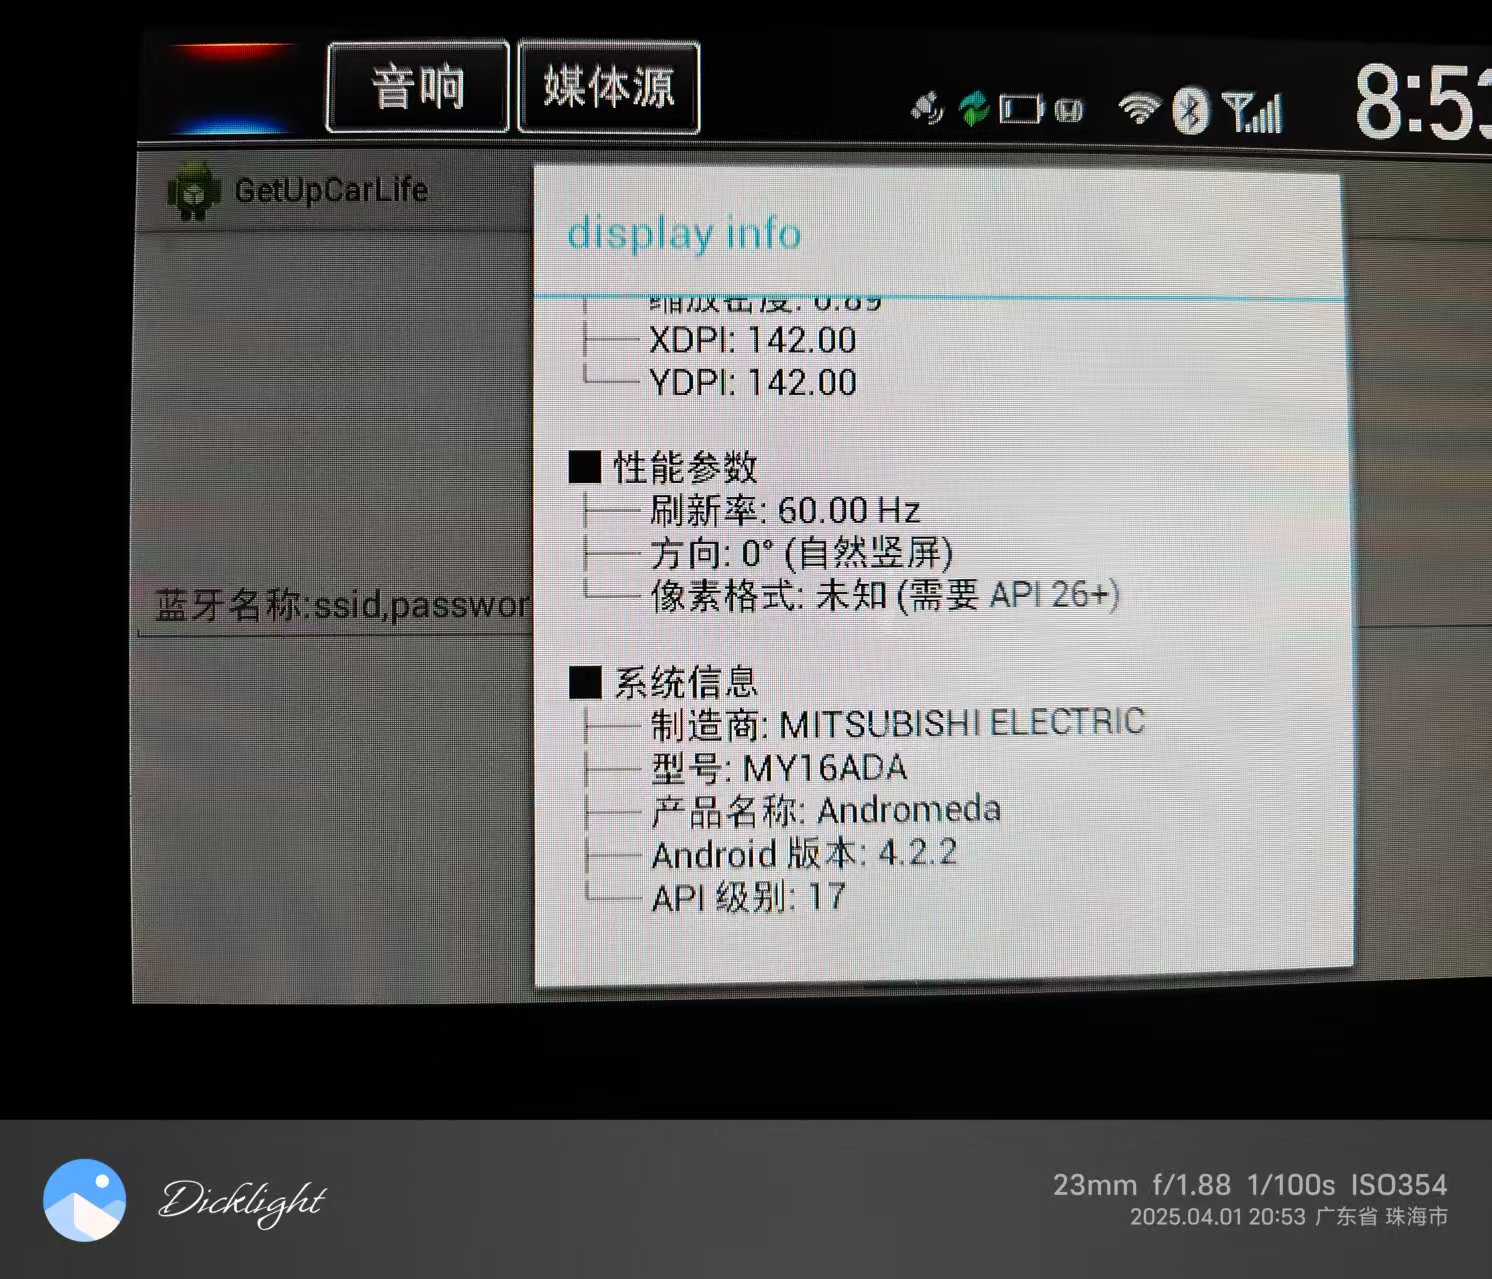 音响
媒体源
GetUpCarLife
display info
缩放密度: 0.89
XDPI: 142.00
YDPI: 142.00
■ 性能参数
刷新率: 60.00 Hz
方向: 0° (自然竖屏)
像素格式: 未知 (需要 API 26+)
蓝牙名称:ssid,passwor
■ 系统信息
制造商: MITSUBISHI ELECTRIC
型号: MY16ADA
产品名称: Andromeda
Android 版本: 4.2.2
API 级别: 17
Dicklight
23mm f/1.88 1/100s ISO354
2025.04.01 20:53 广东省 珠海市